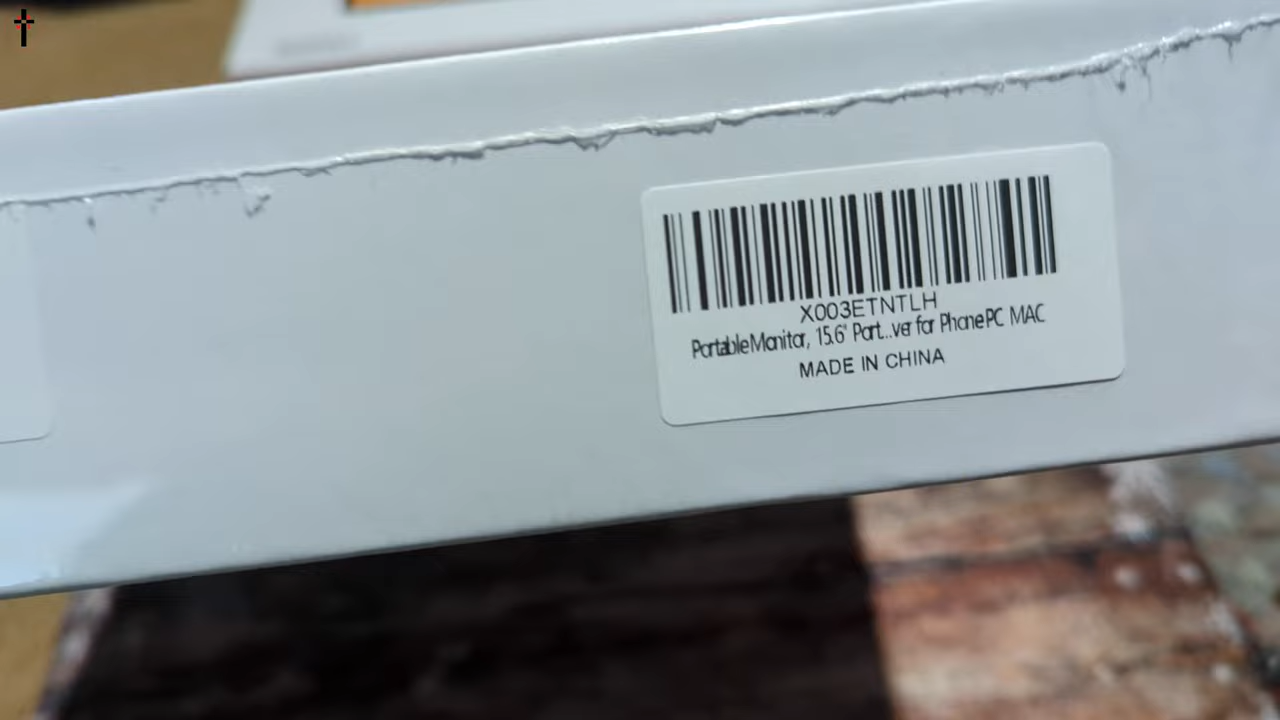 X003ETNTLH
Portable Monitor, 15.6" Port...ver for Phone PC MAC
MADE IN CHINA